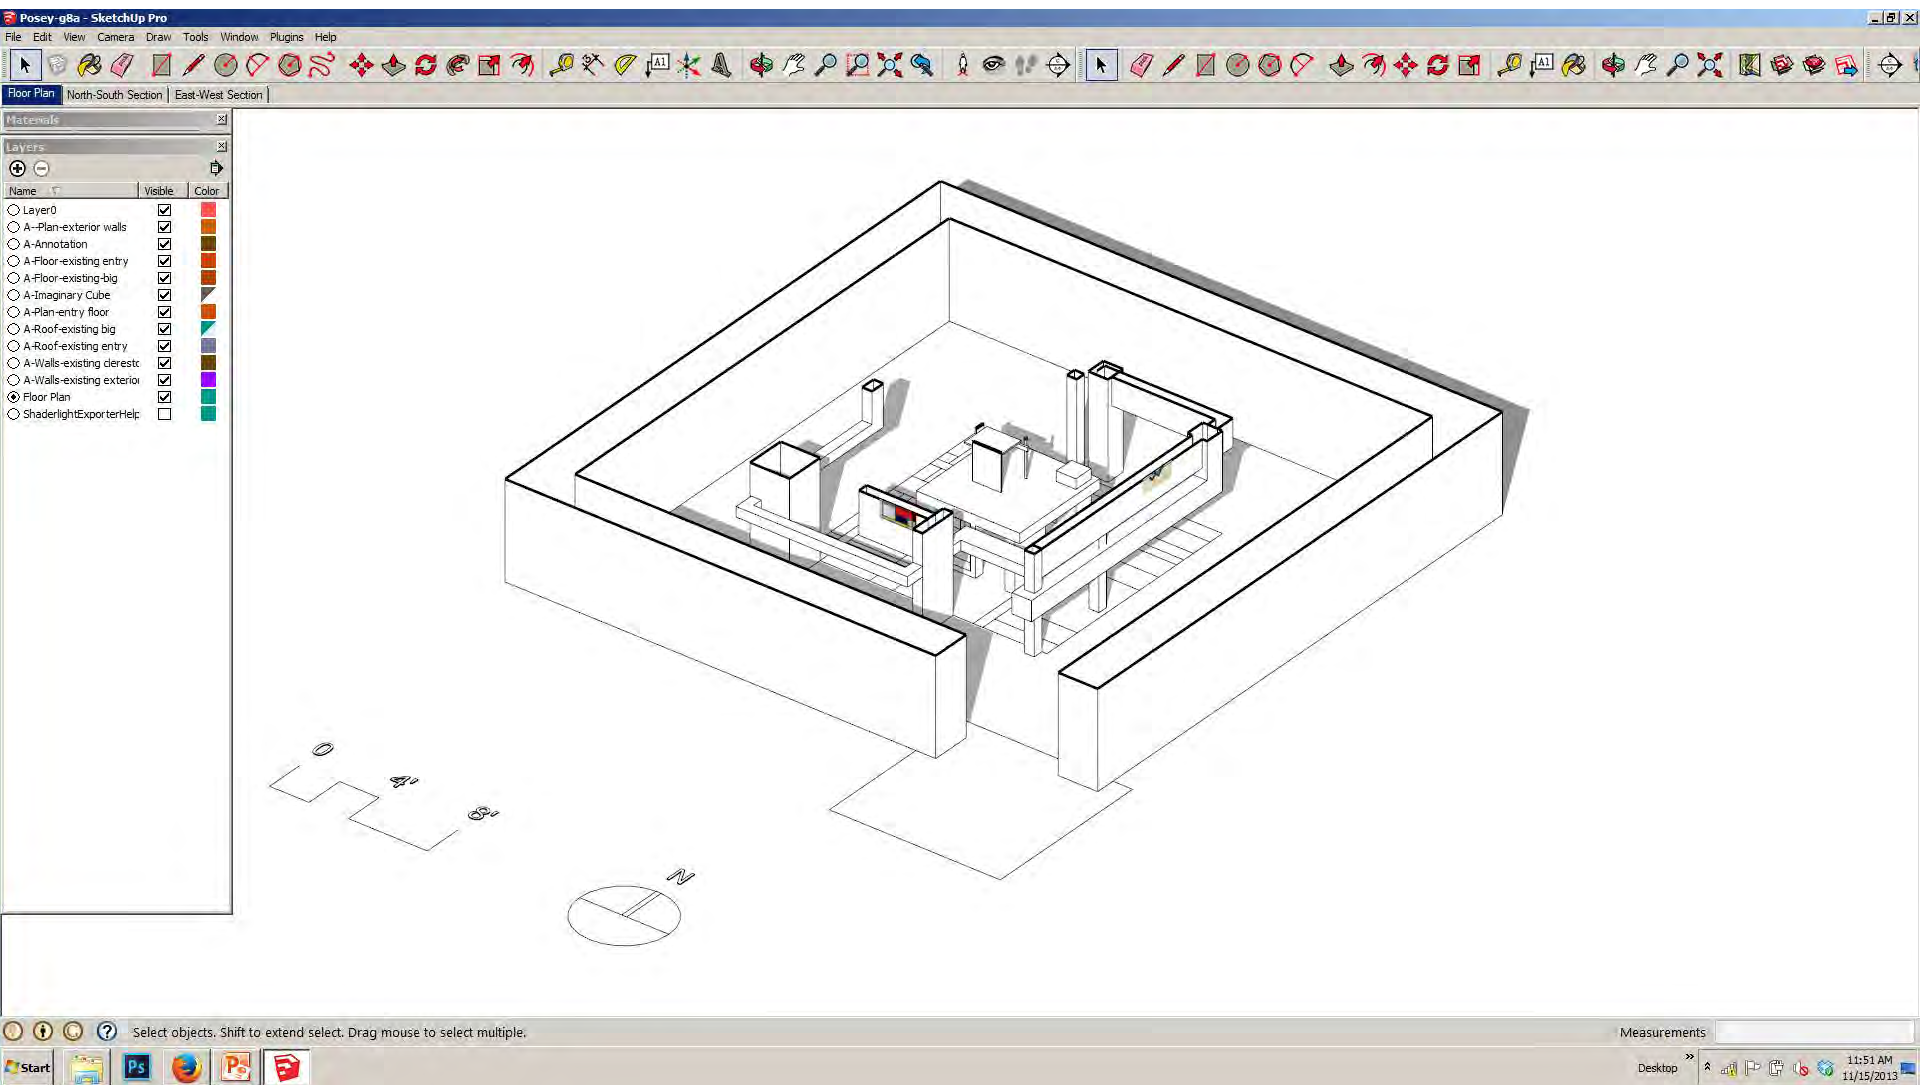 Posey-g8a - SketchUp Pro
File Edit View Camera Draw Tools Window Plugins Help
A1 A1
Floor Plan North-South Section East-West Section
Materials
Layers
Name Visible Color
Layer0
A--Plan-exterior walls
A-Annotation
A-Floor-existing entry
A-Floor-existing-big
A-Imaginary Cube
A-Plan-entry floor
A-Roof-existing big
A-Roof-existing entry
A-Walls-existing clerestc
A-Walls-existing exterior
Floor Plan
ShaderlightExporterHelp
0
4'
8'
N
Select objects. Shift to extend select. Drag mouse to select multiple.
Measurements
Start
Ps
Desktop
11:51 AM
11/15/2013